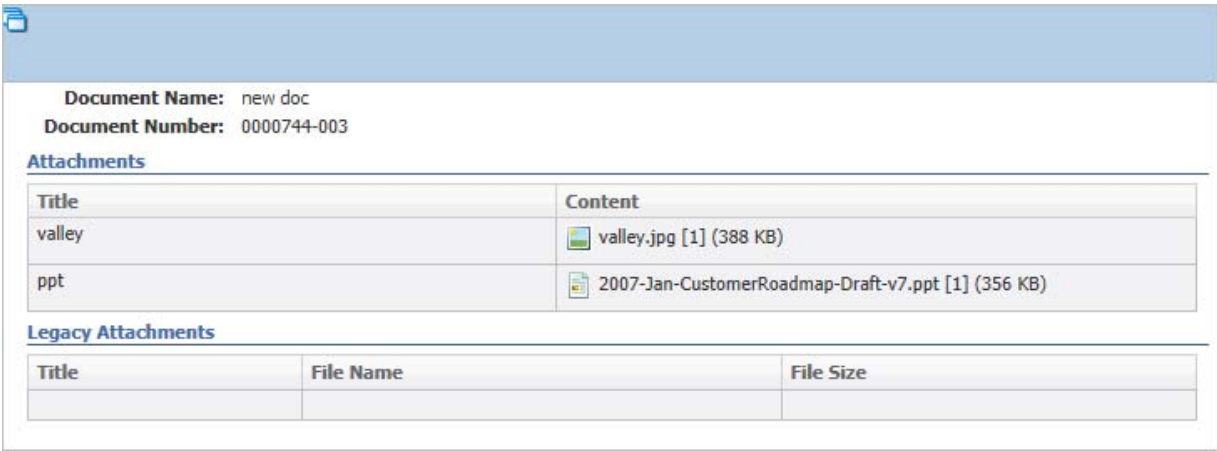 Document Name: new doc
Document Number: 0000744-003
Attachments
Title Content
valley valley.jpg [1] (388 KB)
ppt 2007-Jan-CustomerRoadmap-Draft-v7.ppt [1] (356 KB)
Legacy Attachments
Title File Name File Size